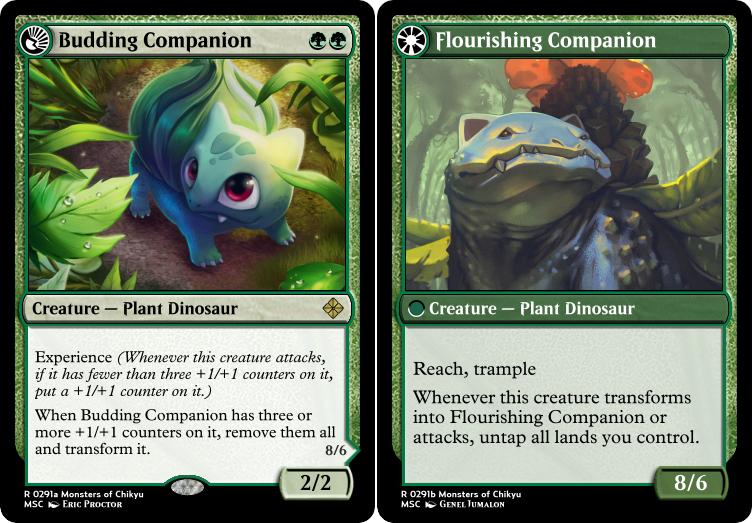 Budding Companion
Creature — Plant Dinosaur
Experience (Whenever this creature attacks,
if it has fewer than three +1/+1 counters on it,
put a +1/+1 counter on it.)
When Budding Companion has three or
more +1/+1 counters on it, remove them all
and transform it.
8/6
2/2
R 0291a Monsters of Chikyu
MSC Eric Proctor
Flourishing Companion
Creature — Plant Dinosaur
Reach, trample
Whenever this creature transforms
into Flourishing Companion or
attacks, untap all lands you control.
8/6
R 0291b Monsters of Chikyu
MSC Genel Jumalon